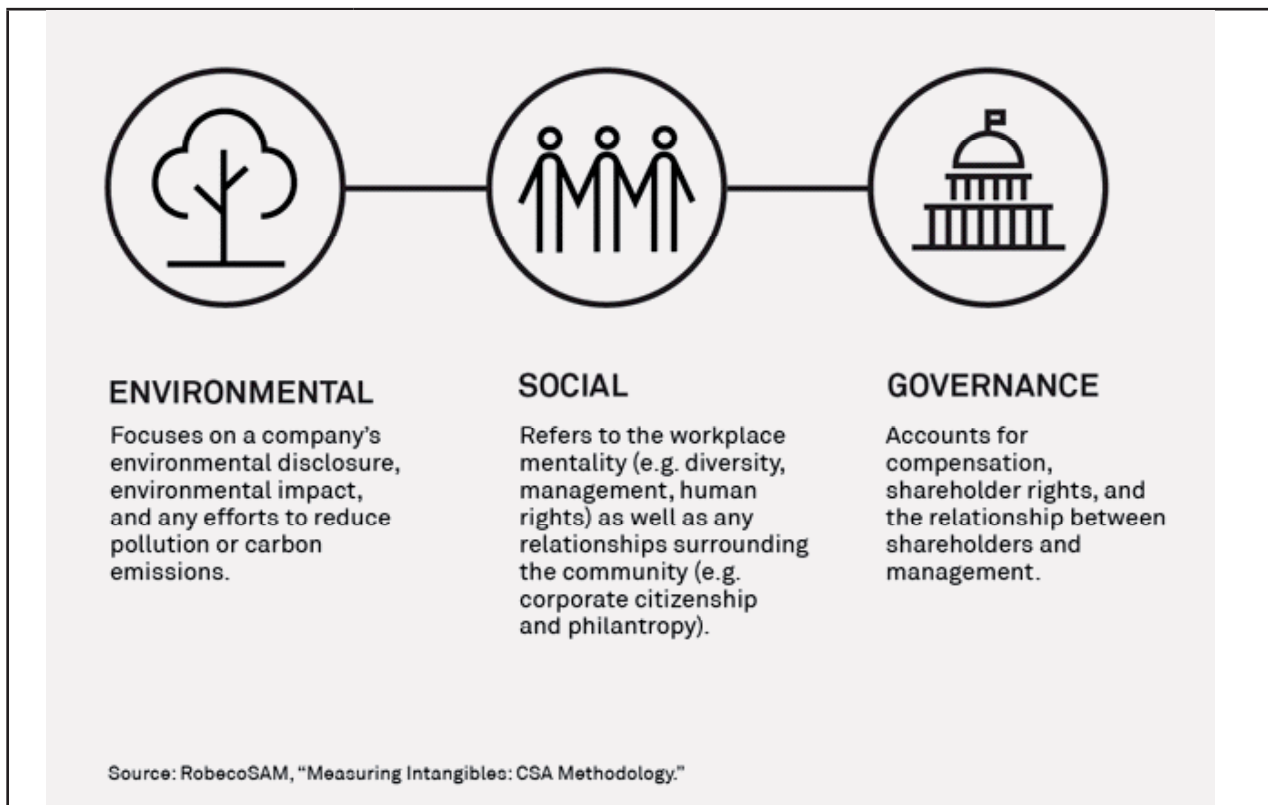 ENVIRONMENTAL
Focuses on a company's
environmental disclosure,
environmental impact,
and any efforts to reduce
pollution or carbon
emissions.
SOCIAL
Refers to the workplace
mentality (e.g. diversity,
management, human
rights) as well as any
relationships surrounding
the community (e.g.
corporate citizenship
and philantropy).
GOVERNANCE
Accounts for
compensation,
shareholder rights, and
the relationship between
shareholders and
management.
Source: RobecoSAM, “Measuring Intangibles: CSA Methodology.”